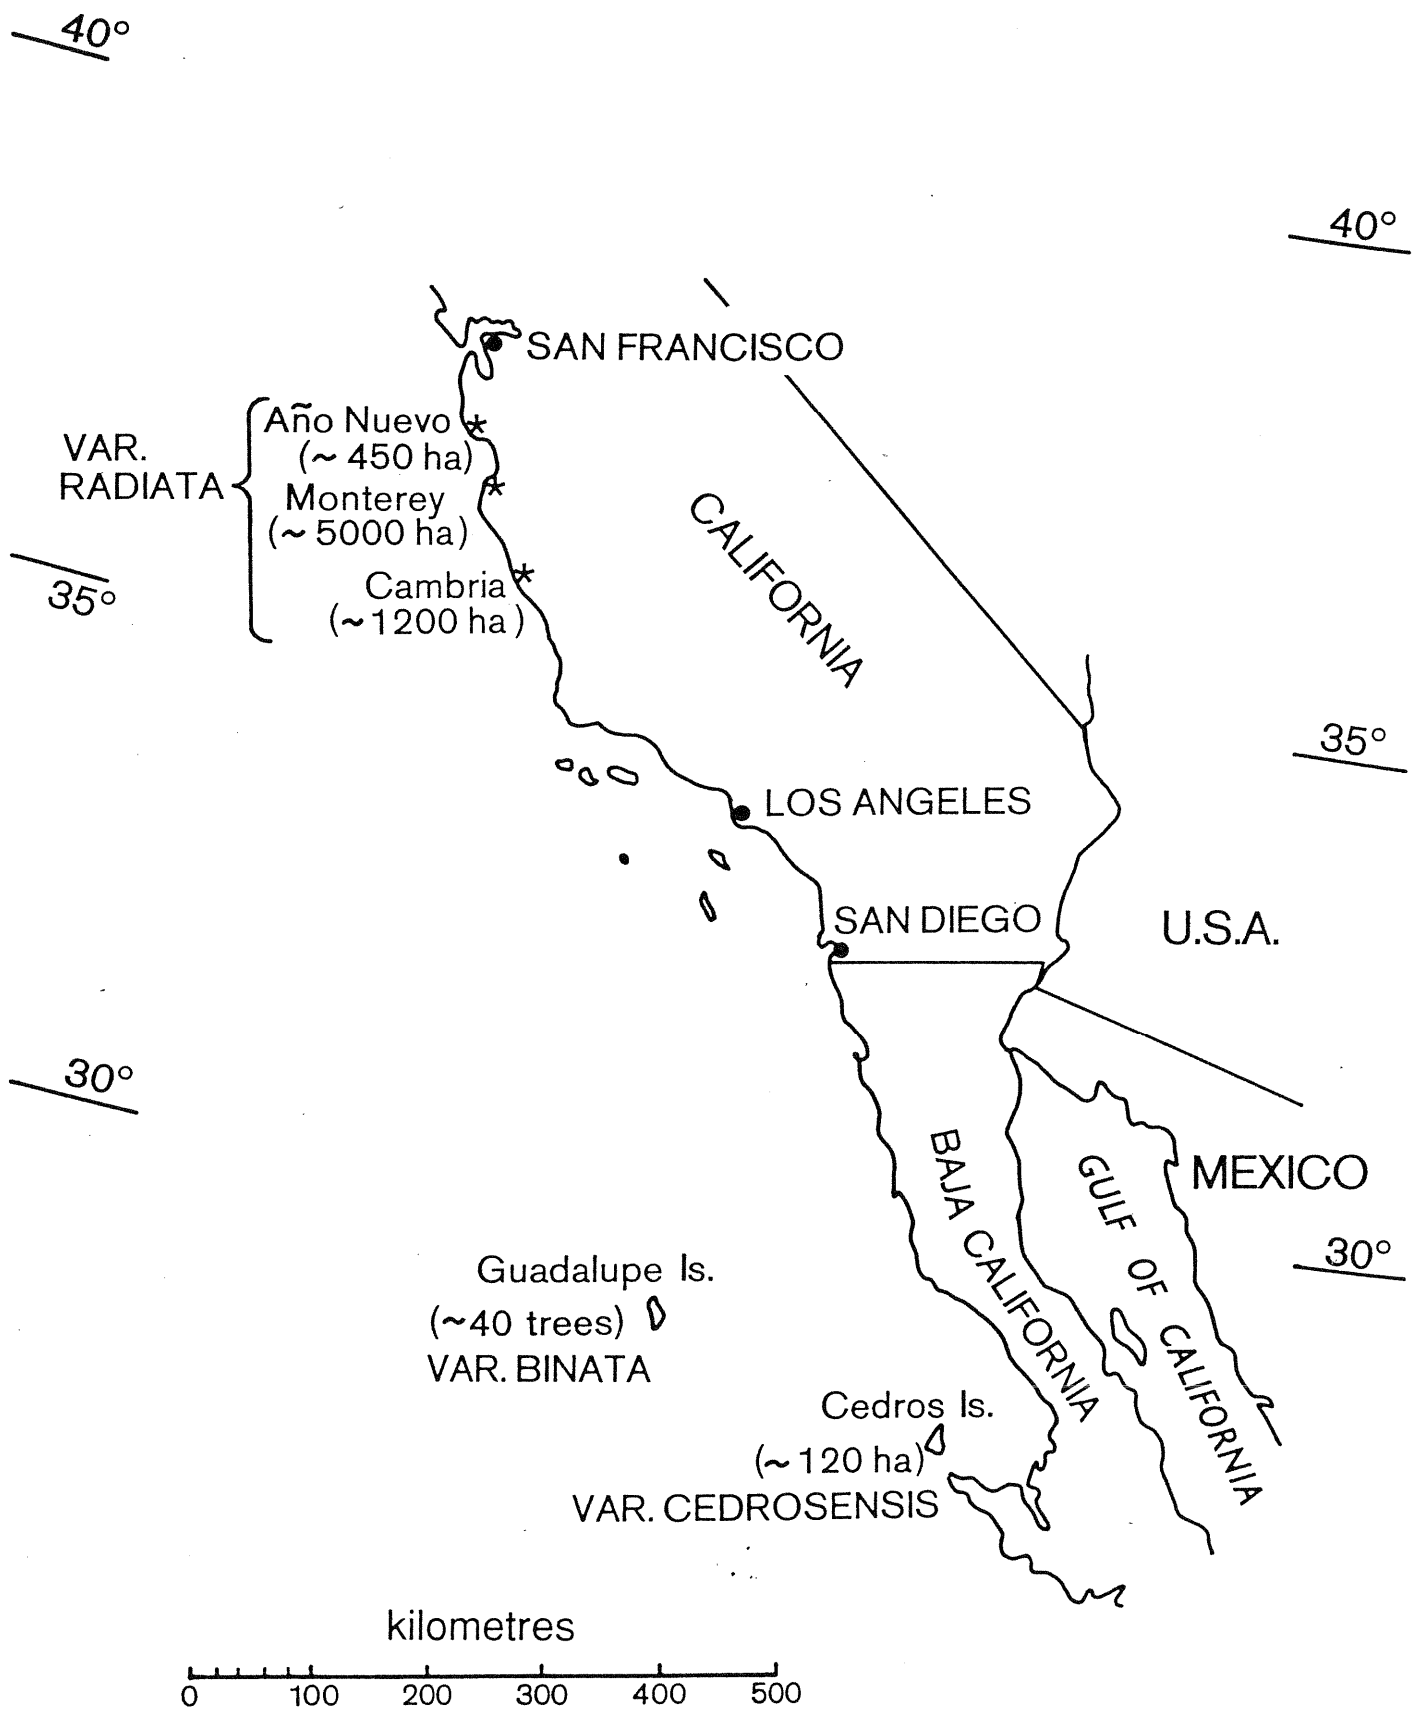 40°
40°
SAN FRANCISCO
VAR.
RADIATA
Año Nuevo
(~ 450 ha)
Monterey
(~ 5000 ha)
Cambria
(~1200 ha)
CALIFORNIA
35°
35°
LOS ANGELES
SAN DIEGO
U.S.A.
30°
BAJA CALIFORNIA
GULF OF CALIFORNIA
MEXICO
30°
Guadalupe Is.
(~40 trees)
VAR. BINATA
Cedros Is.
(~ 120 ha)
VAR. CEDROSENSIS
kilometres
0 100 200 300 400 500